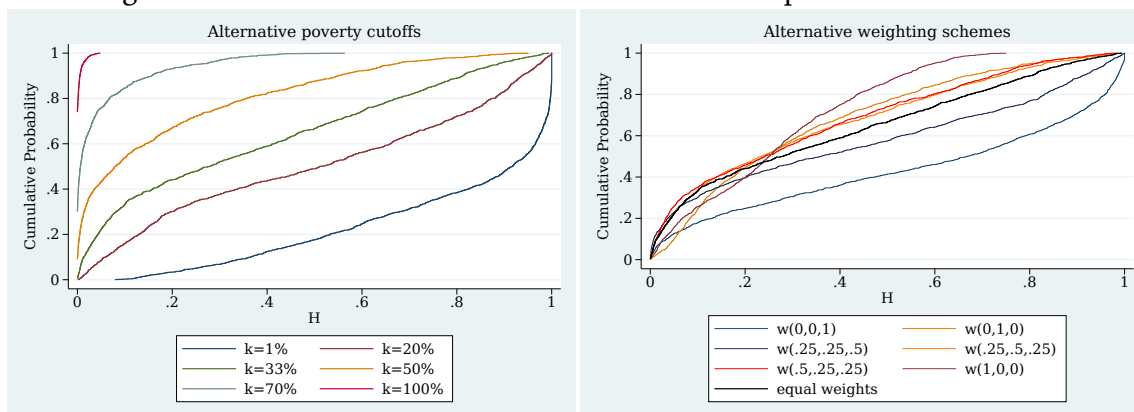 Alternative poverty cutoffs
Cumulative Probability
1
.8
.6
.4
.2
0
0 .2 .4 .6 .8 1
H
k=1% k=20%
k=33% k=50%
k=70% k=100%
Alternative weighting schemes
Cumulative Probability
1
.8
.6
.4
.2
0
0 .2 .4 .6 .8 1
H
w(0,0,1) w(0,1,0)
w(.25,.25,.5) w(.25,.5,.25)
w(.5,.25,.25) w(1,0,0)
equal weights